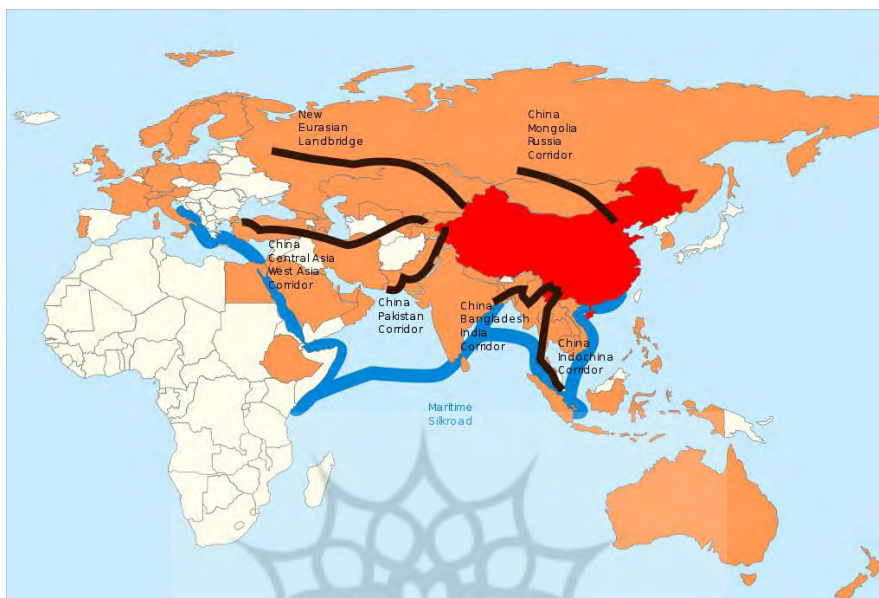 New
Eurasian
Landbridge
China
Mongolia
Russia
Corridor
China
Central Asia
West Asia
Corridor
China
Pakistan
Corridor
China
Bangladesh
India
Corridor
China
Indochina
Corridor
Maritime
Silkroad